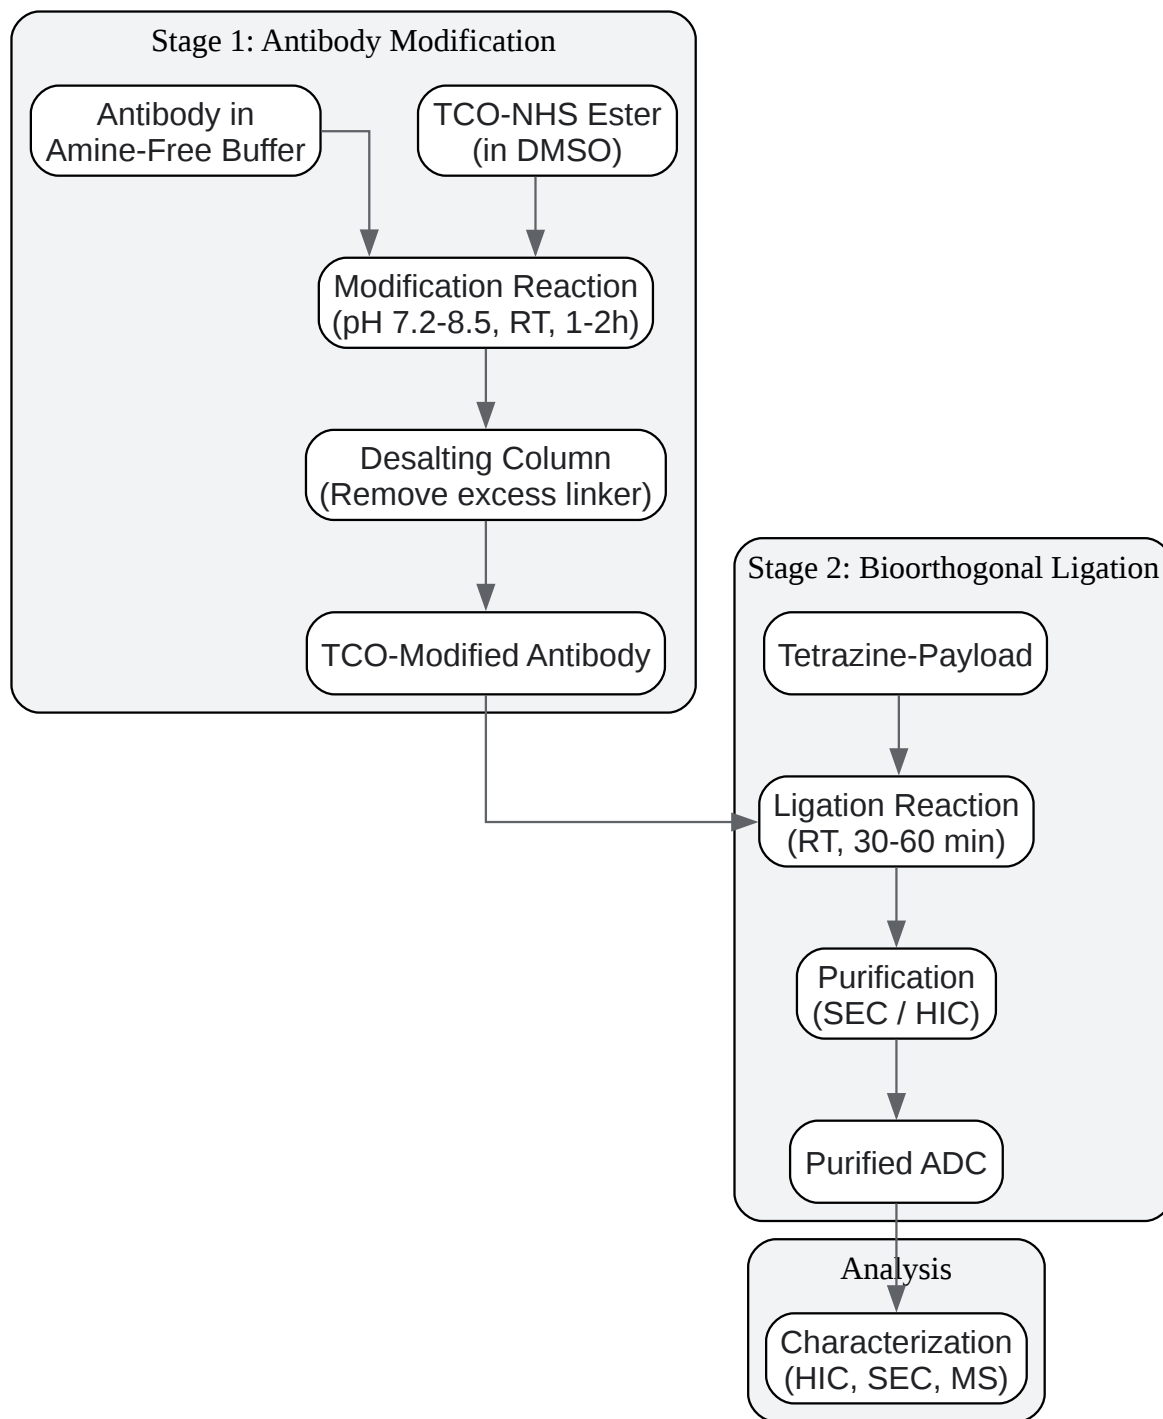 Stage 1: Antibody Modification
Antibody in
Amine-Free Buffer
TCO-NHS Ester
(in DMSO)
Modification Reaction
(pH 7.2-8.5, RT, 1-2h)
Desalting Column
(Remove excess linker)
TCO-Modified Antibody
Stage 2: Bioorthogonal Ligation
Tetrazine-Payload
Ligation Reaction
(RT, 30-60 min)
Purification
(SEC / HIC)
Purified ADC
Analysis
Characterization
(HIC, SEC, MS)